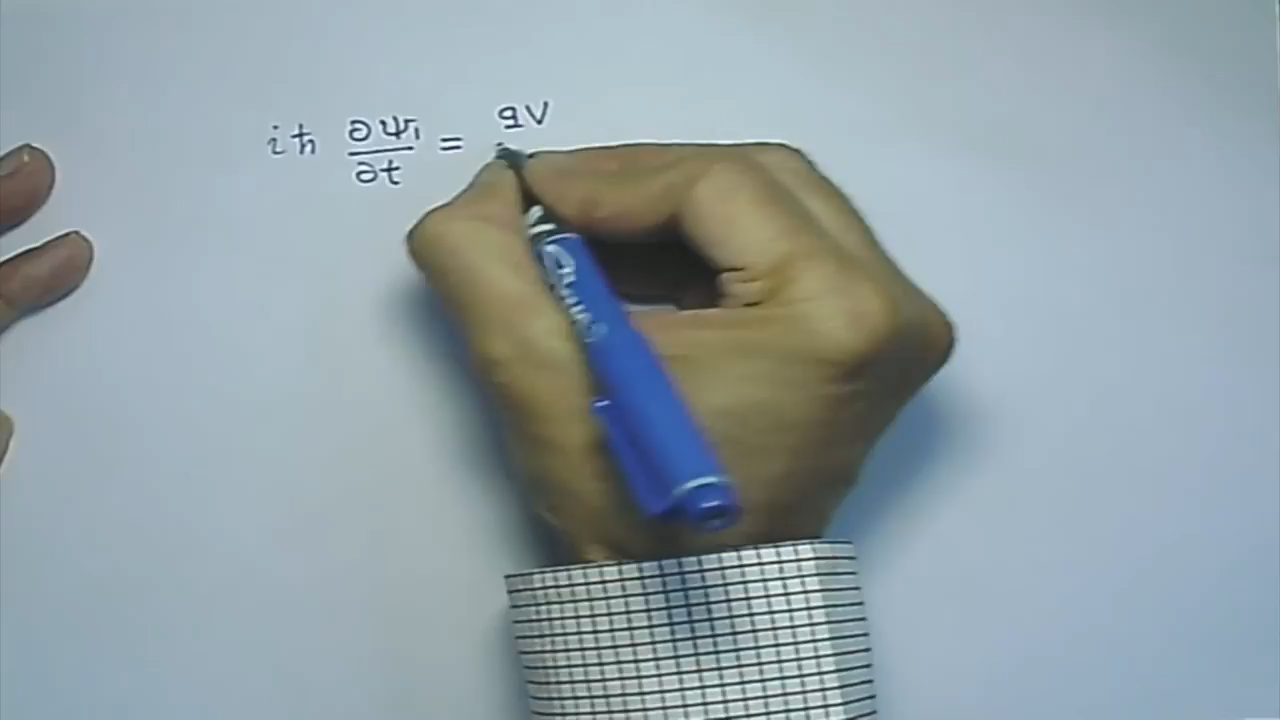 iħ ∂Ψ₁/∂t = qV